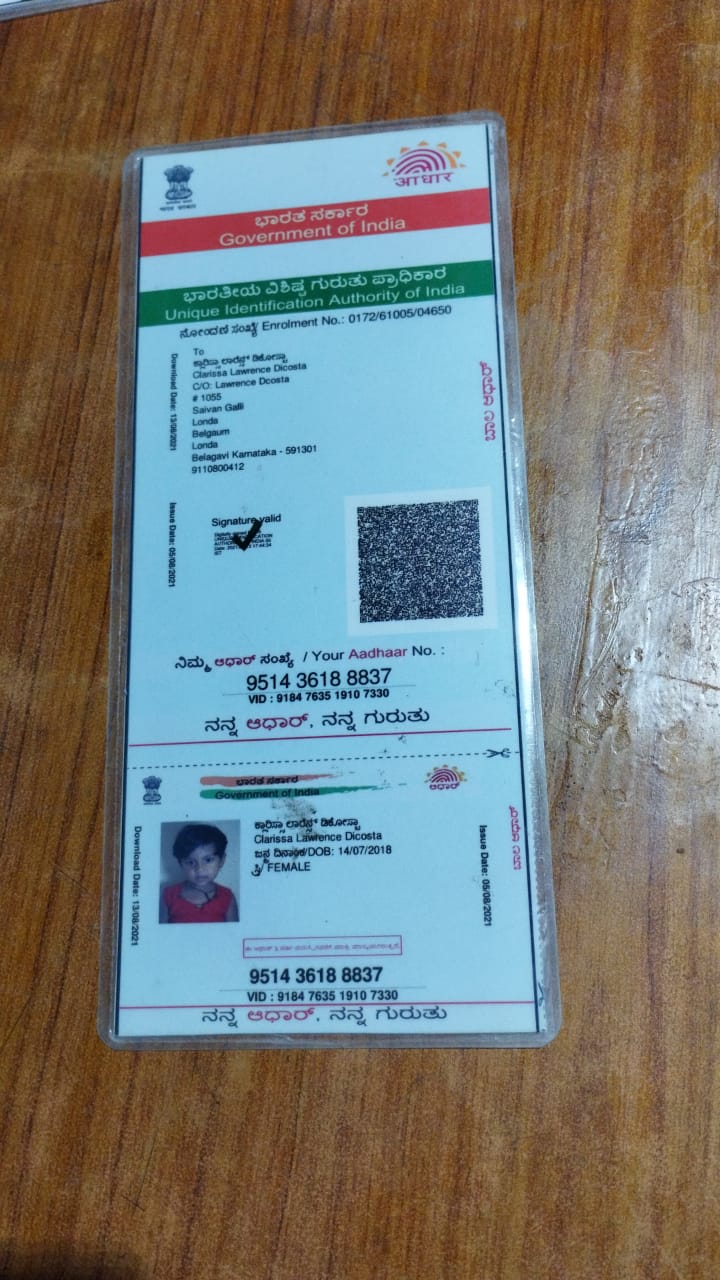 आधार
ಭಾರತ ಸರ್ಕಾರ
Government of India
ಭಾರತೀಯ ವಿಶಿಷ್ಟ ಗುರುತು ಪ್ರಾಧಿಕಾರ
Unique Identification Authority of India
ನೋಂದಣಿ ಸಂಖ್ಯೆ/ Enrolment No.: 0172/61005/04650
To
ಕ್ಲಾರಿಸ್ಸಾ ಲಾರೆನ್ಸ್ ಡಿಕೋಸ್ಟಾ
Clarissa Lawrence Dicosta
C/O: Lawrence Dcosta
# 1055
Saivan Galli
Londa
Belgaum
Londa
Belagavi Karnataka - 591301
9110800412
Download Date: 13/08/2021
Issue Date: 05/08/2021
Signature valid
ನಿಮ್ಮ ಆಧಾರ್ ಸಂಖ್ಯೆ / Your Aadhaar No. :
9514 3618 8837
VID : 9184 7635 1910 7330
ನನ್ನ ಆಧಾರ್, ನನ್ನ ಗುರುತು
ಭಾರತ ಸರ್ಕಾರ
Government of India
ಆಧಾರ್
Download Date: 13/08/2021
ಕ್ಲಾರಿಸ್ಸಾ ಲಾರೆನ್ಸ್ ಡಿಕೋಸ್ಟಾ
Clarissa Lawrence Dicosta
ಜನ್ಮ ದಿನಾಂಕ/DOB: 14/07/2018
ಸ್ತ್ರೀ/ FEMALE
Issue Date: 05/08/2021
9514 3618 8837
VID : 9184 7635 1910 7330
ನನ್ನ ಆಧಾರ್, ನನ್ನ ಗುರುತು